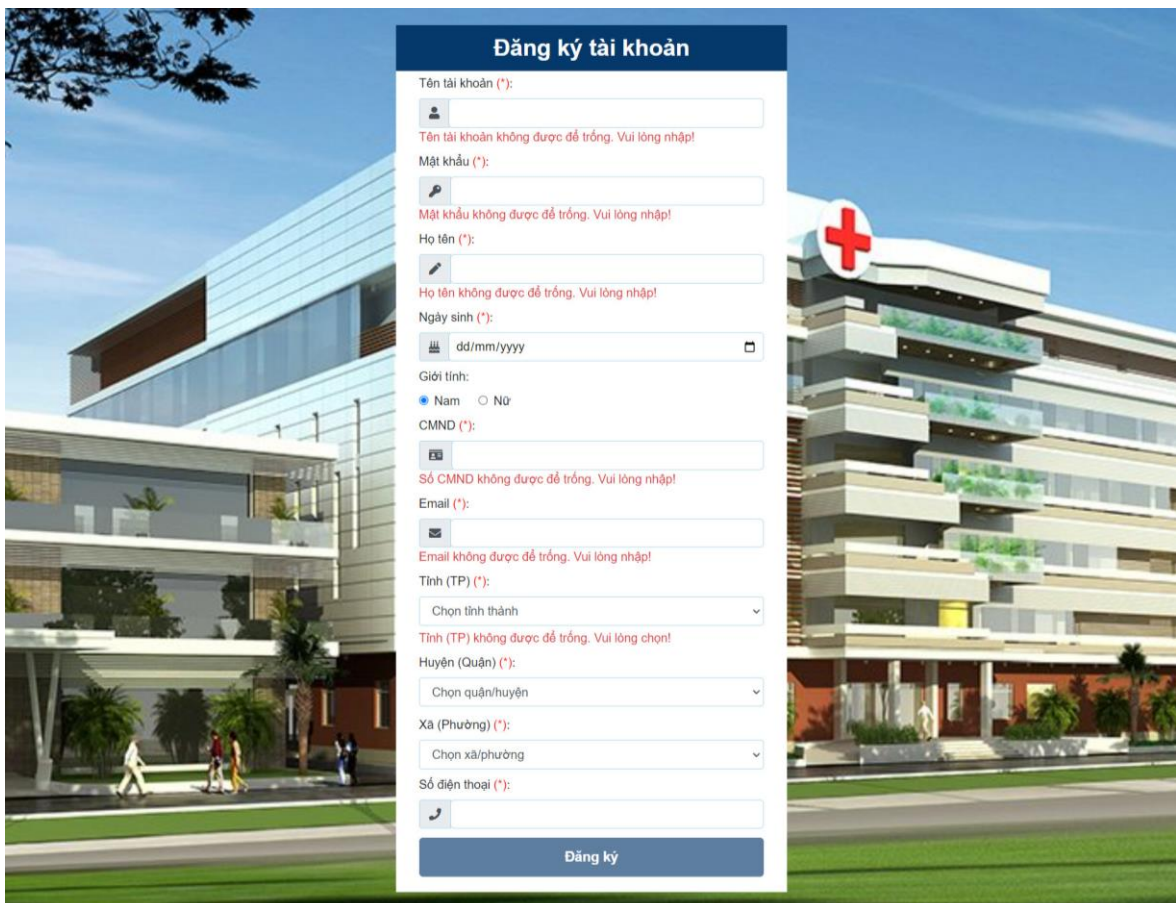 Đăng ký tài khoản
Tên tài khoản (*):
Tên tài khoản không được để trống. Vui lòng nhập!
Mật khẩu (*):
Mật khẩu không được để trống. Vui lòng nhập!
Họ tên (*):
Họ tên không được để trống. Vui lòng nhập!
Ngày sinh (*):
dd/mm/yyyy
Giới tính:
Nam Nữ
CMND (*):
Số CMND không được để trống. Vui lòng nhập!
Email (*):
Email không được để trống. Vui lòng nhập!
Tỉnh (TP) (*):
Chọn tỉnh thành
Tỉnh (TP) không được để trống. Vui lòng chọn!
Huyện (Quận) (*):
Chọn quận/huyện
Xã (Phường) (*):
Chọn xã/phường
Số điện thoại (*):
Đăng ký